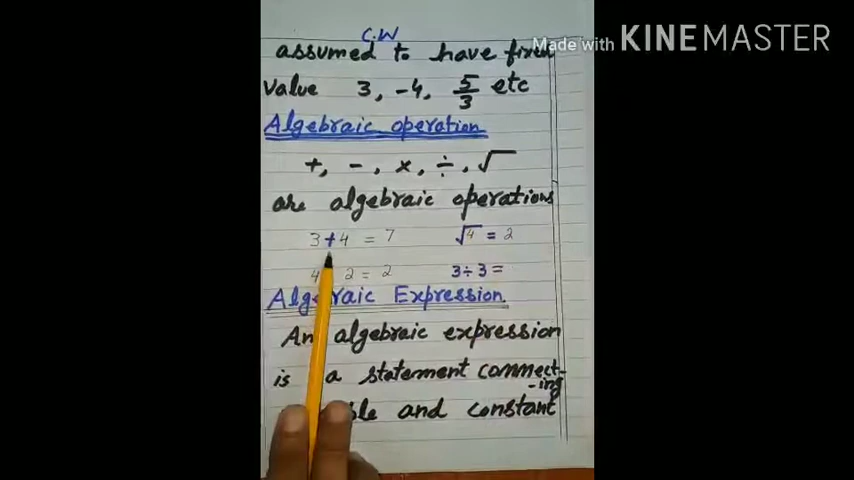 C.W
assumed to have fixed
Made with KINEMASTER
value 3, -4, 5/3 etc
Algebraic operation
+, -, ×, ÷, √
are algebraic operations
3+4 = 7 √4 = 2
4 2 = 2 3÷3 =
Algebraic Expression
An algebraic expression
is a statement connect-
-ing
and constant